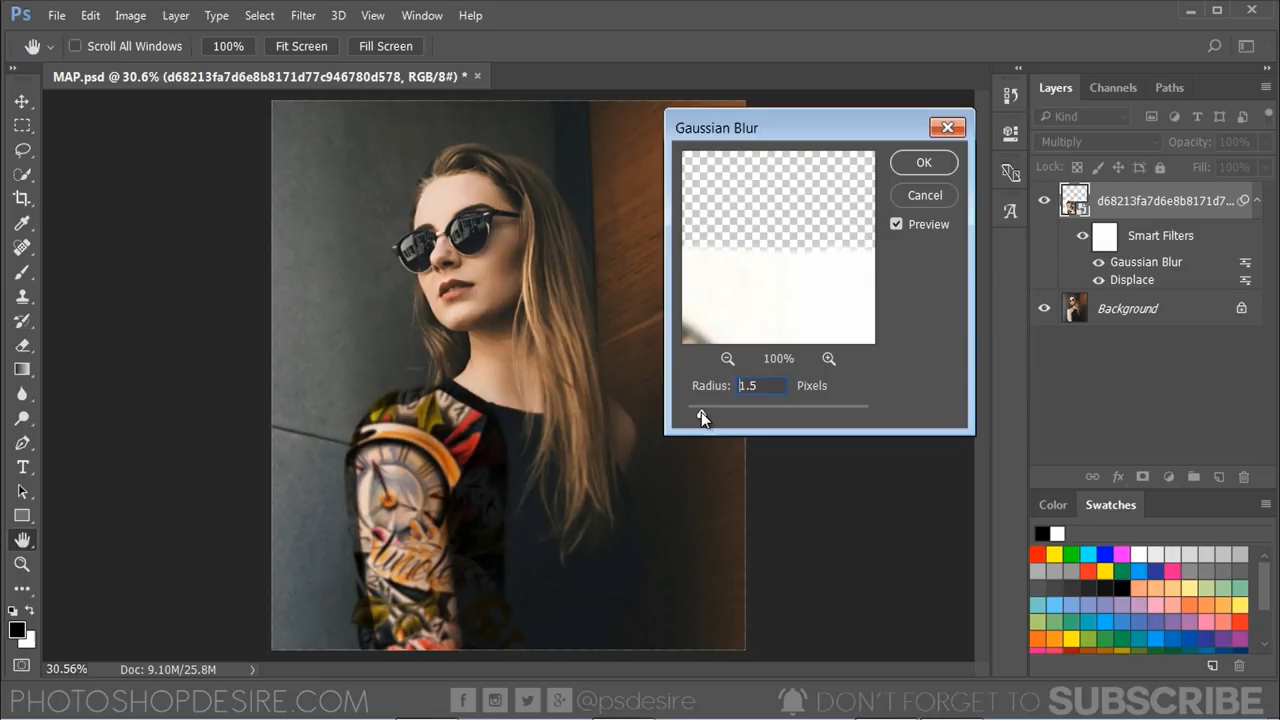 Ps File Edit Image Layer Type Select Filter 3D View Window Help
Scroll All Windows 100% Fit Screen Fill Screen
MAP.psd @ 30.6% (d68213fa7d6e8b8171d77c946780d578, RGB/8#) * ×
Gaussian Blur
OK
Cancel
Preview
100%
Radius: 1.5 Pixels
Layers Channels Paths
Kind
Multiply Opacity: 100%
Lock: Fill: 100%
d68213fa7d6e8b8171d7...
Smart Filters
Gaussian Blur
Displace
Background
fx
Color Swatches
30.56% Doc: 9.10M/25.8M
PHOTOSHOPDESIRE.COM @psdesire DON'T FORGET TO SUBSCRIBE